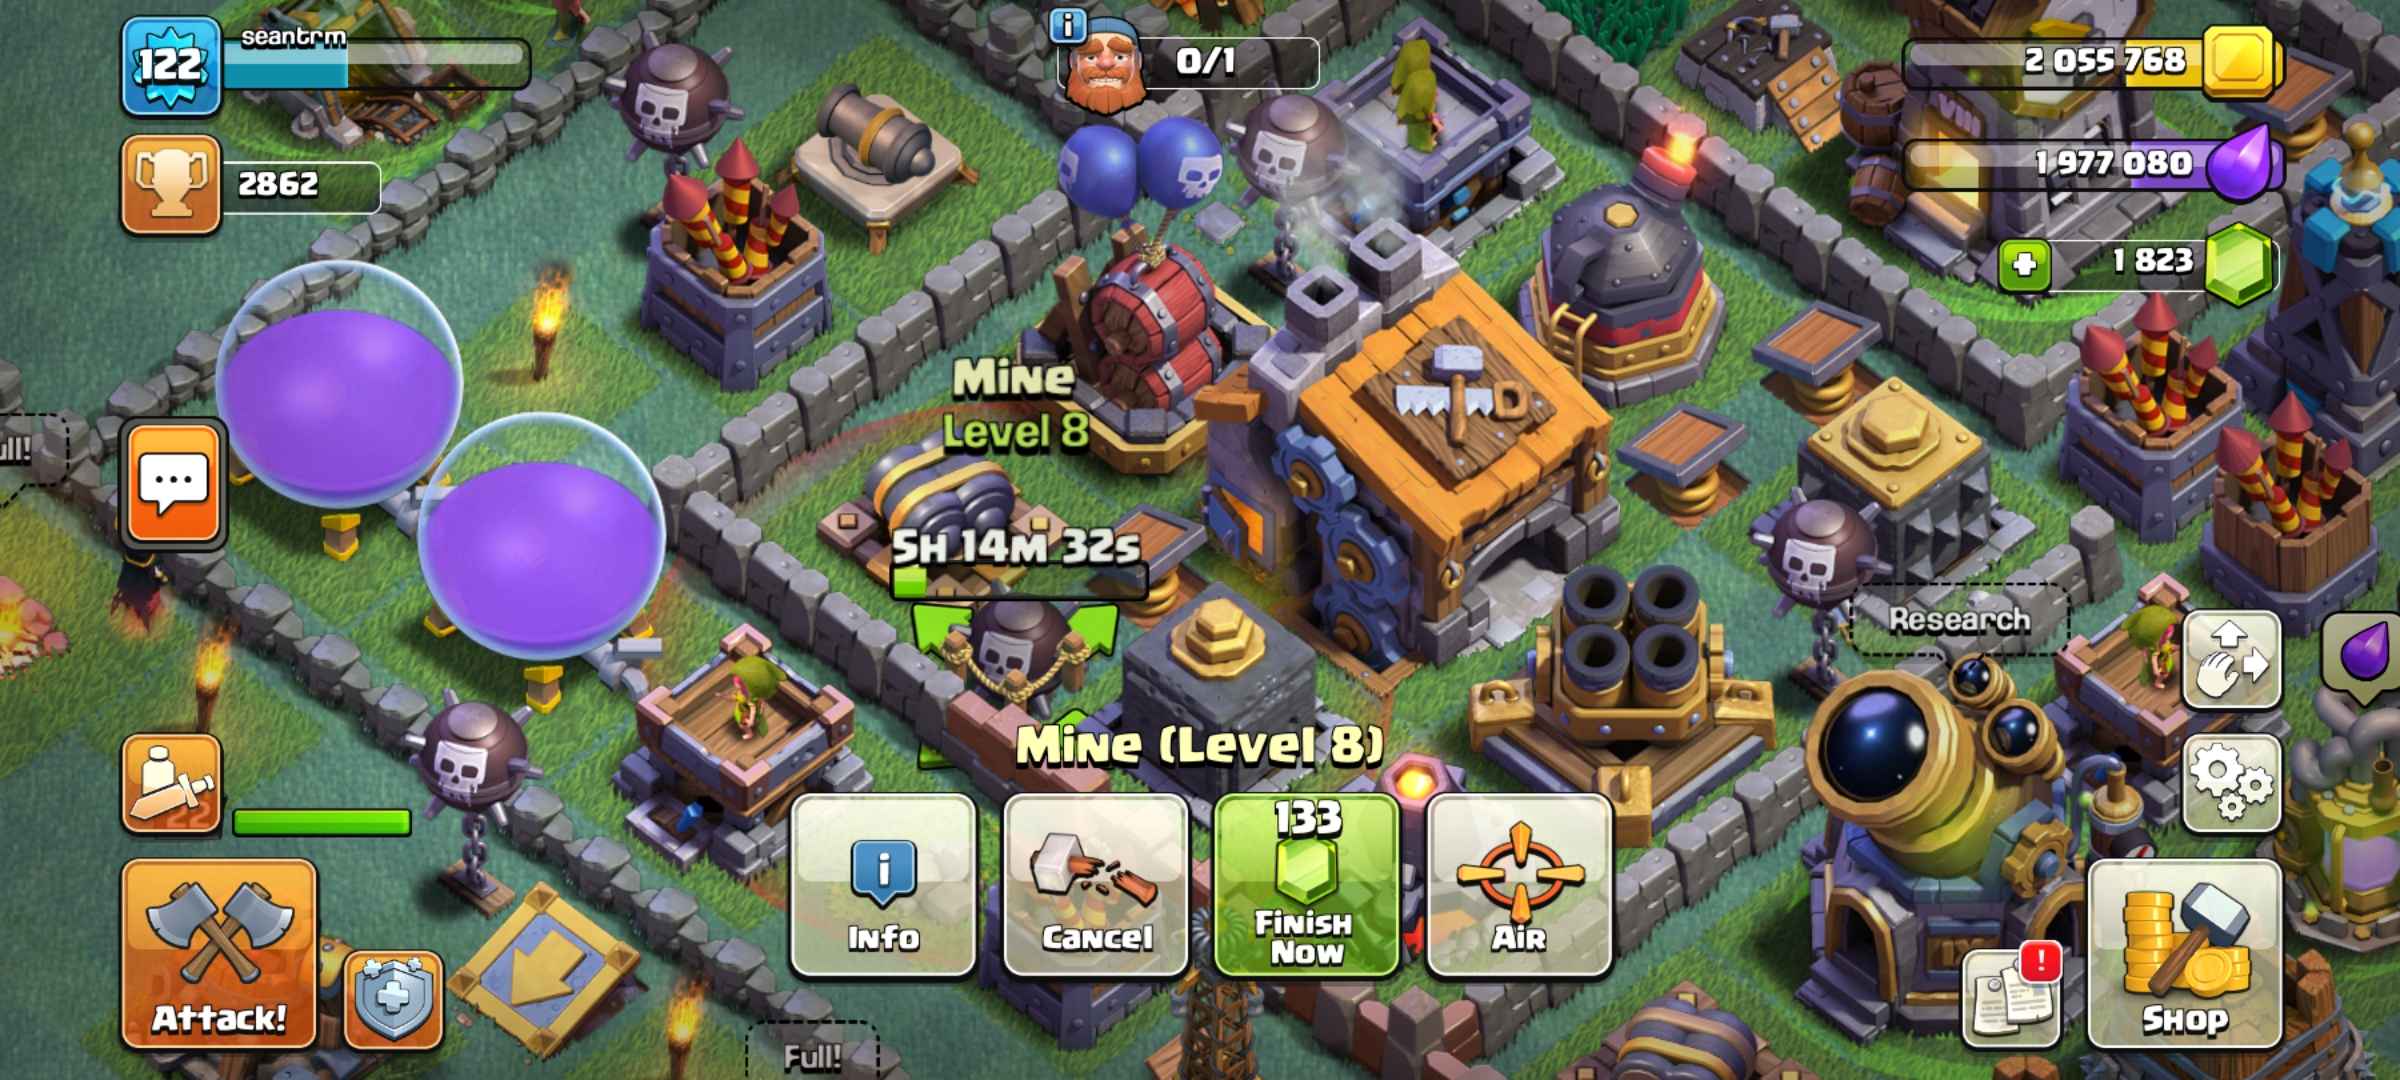 122
seantrm
i
0/1
2 055 768
2862
1 977 080
1 823
Mine
Level 8
5h 14m 32s
Research
Mine (Level 8)
22
i
Info
Cancel
133
Finish
Now
Air
!
Attack!
Shop
Full!